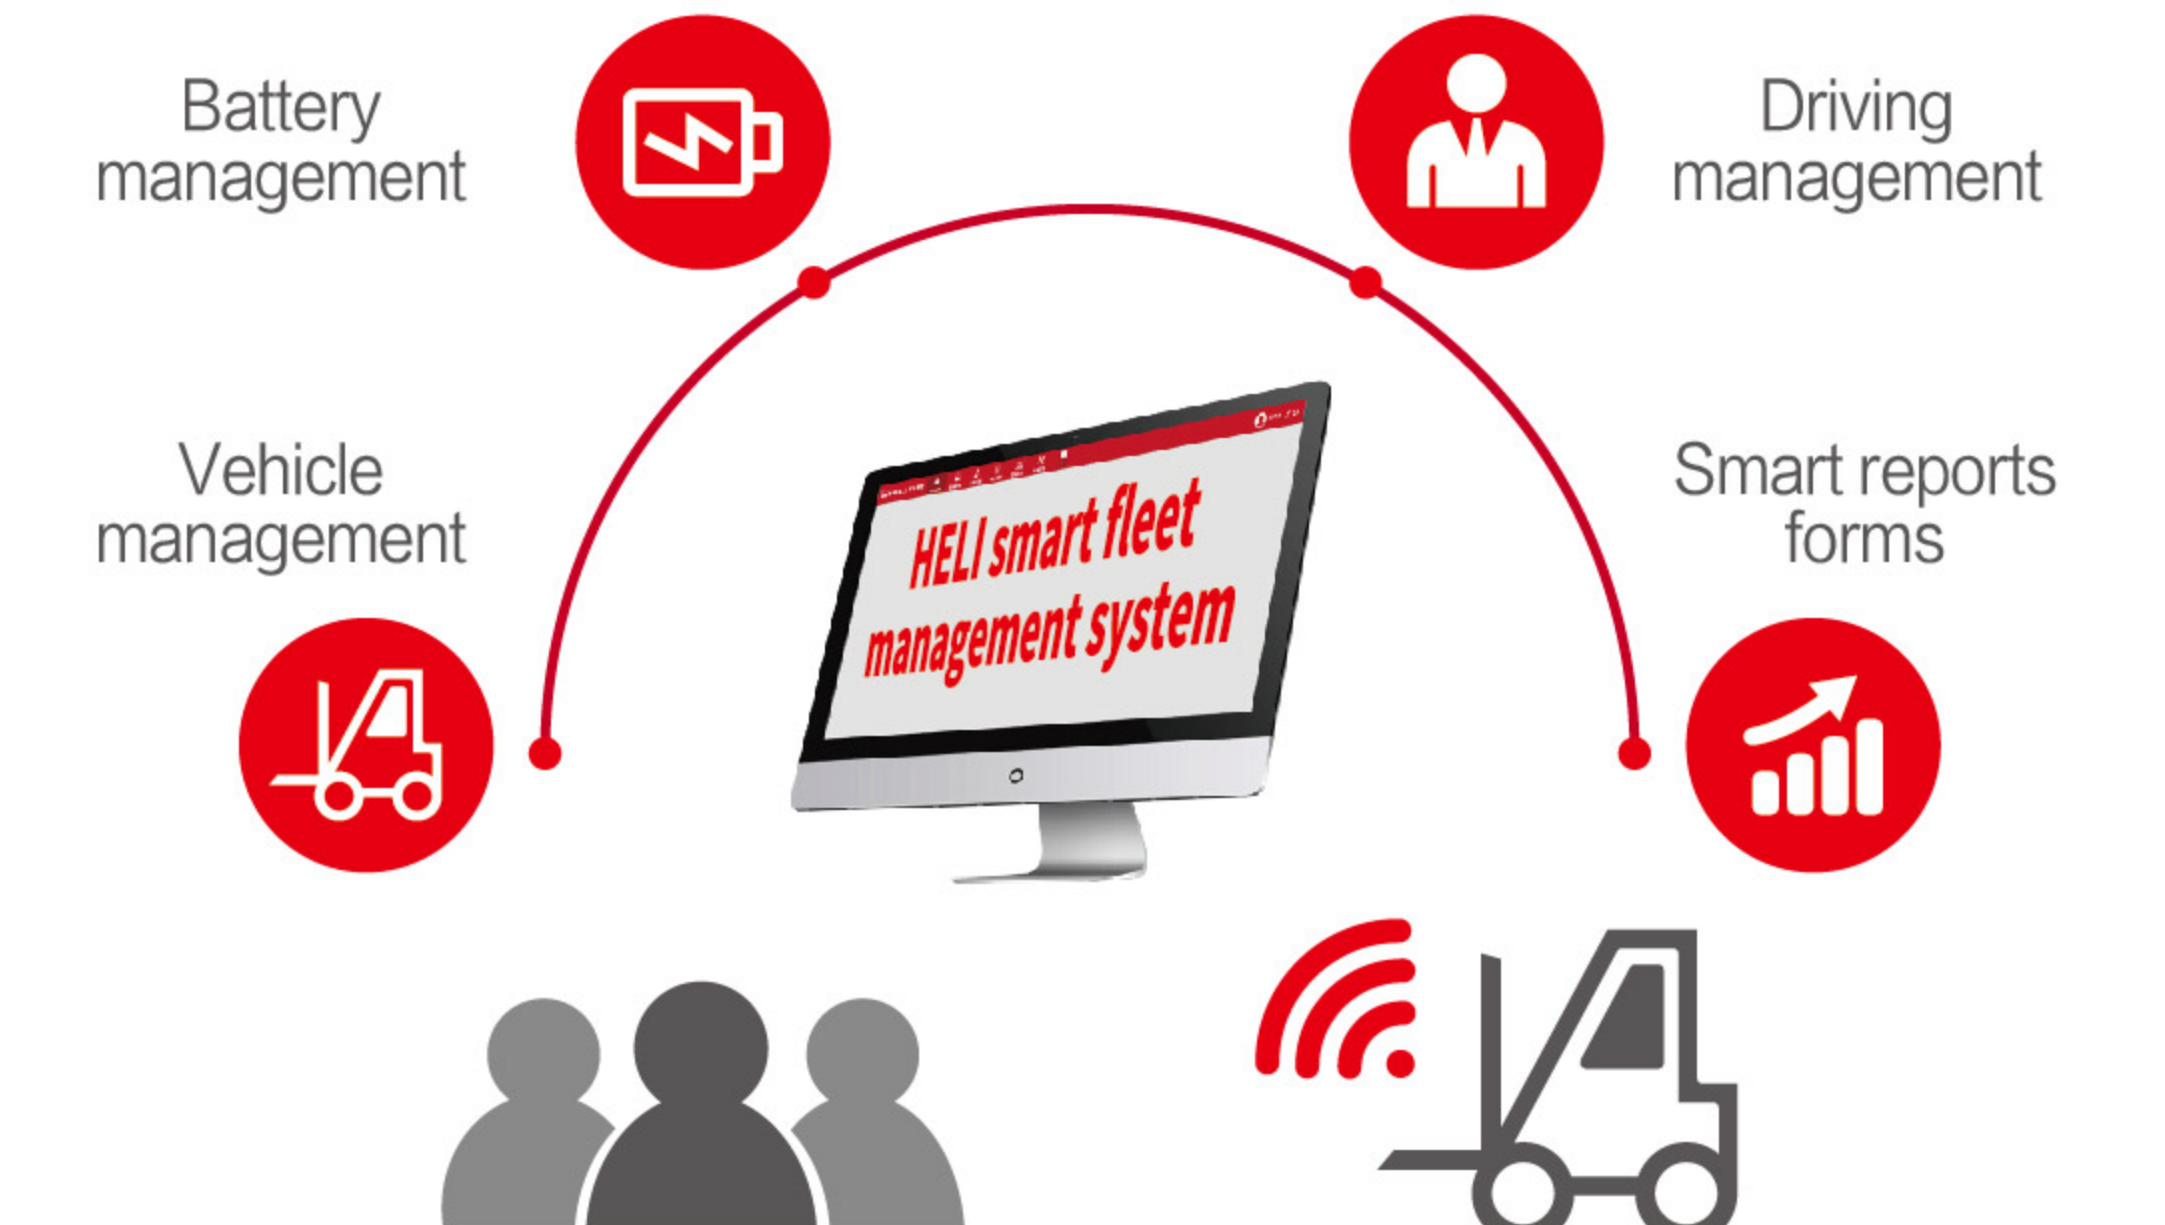 Battery
management
Driving
management
Vehicle
management
Smart reports
forms
HELI smart fleet
management system